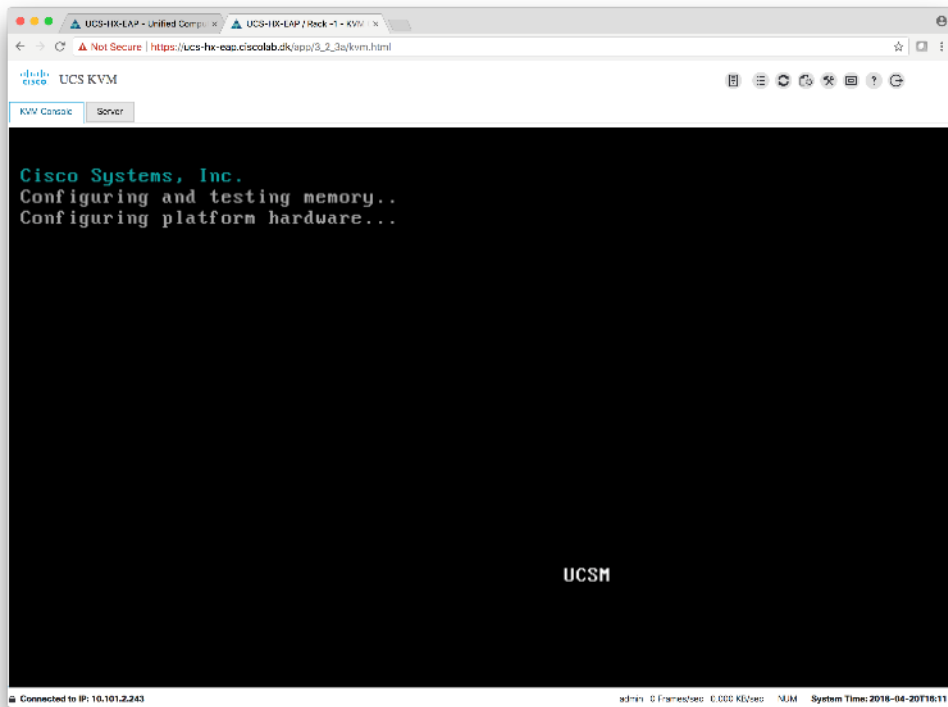 UCS-HX-EAP - Unified Compu
UCS-HX-EAP / Rack -1 - KVM
Not Secure | https://ucs-hx-eap.ciscolab.dk/app/3_2_3a/kvm.html
cisco UCS KVM
KVM Console Server
Cisco Systems, Inc.
Configuring and testing memory..
Configuring platform hardware...
UCSM
Connected to IP: 10.101.2.243 admin 0 Frames/sec 0.000 KB/sec NUM System Time: 2018-04-20T16:11